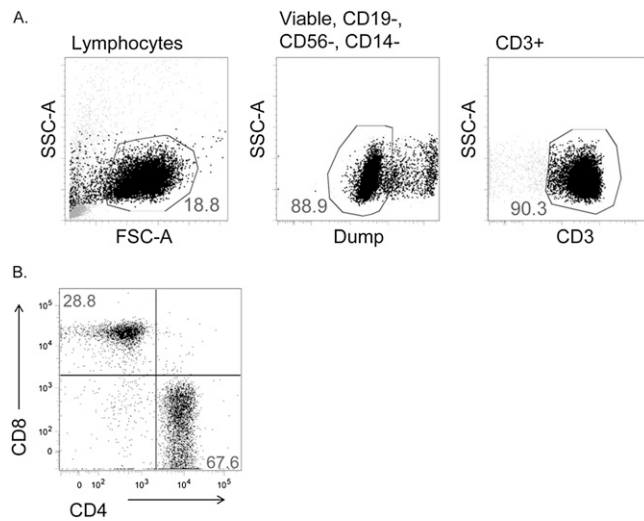 A.
Lymphocytes
Viable, CD19-,
CD56-, CD14-
CD3+
SSC-A
18.8
FSC-A
SSC-A
88.9
Dump
SSC-A
90.3
CD3
B.
28.8
10⁵
10⁴
10³
10²
0
CD8
67.6
0 10² 10³ 10⁴ 10⁵
CD4